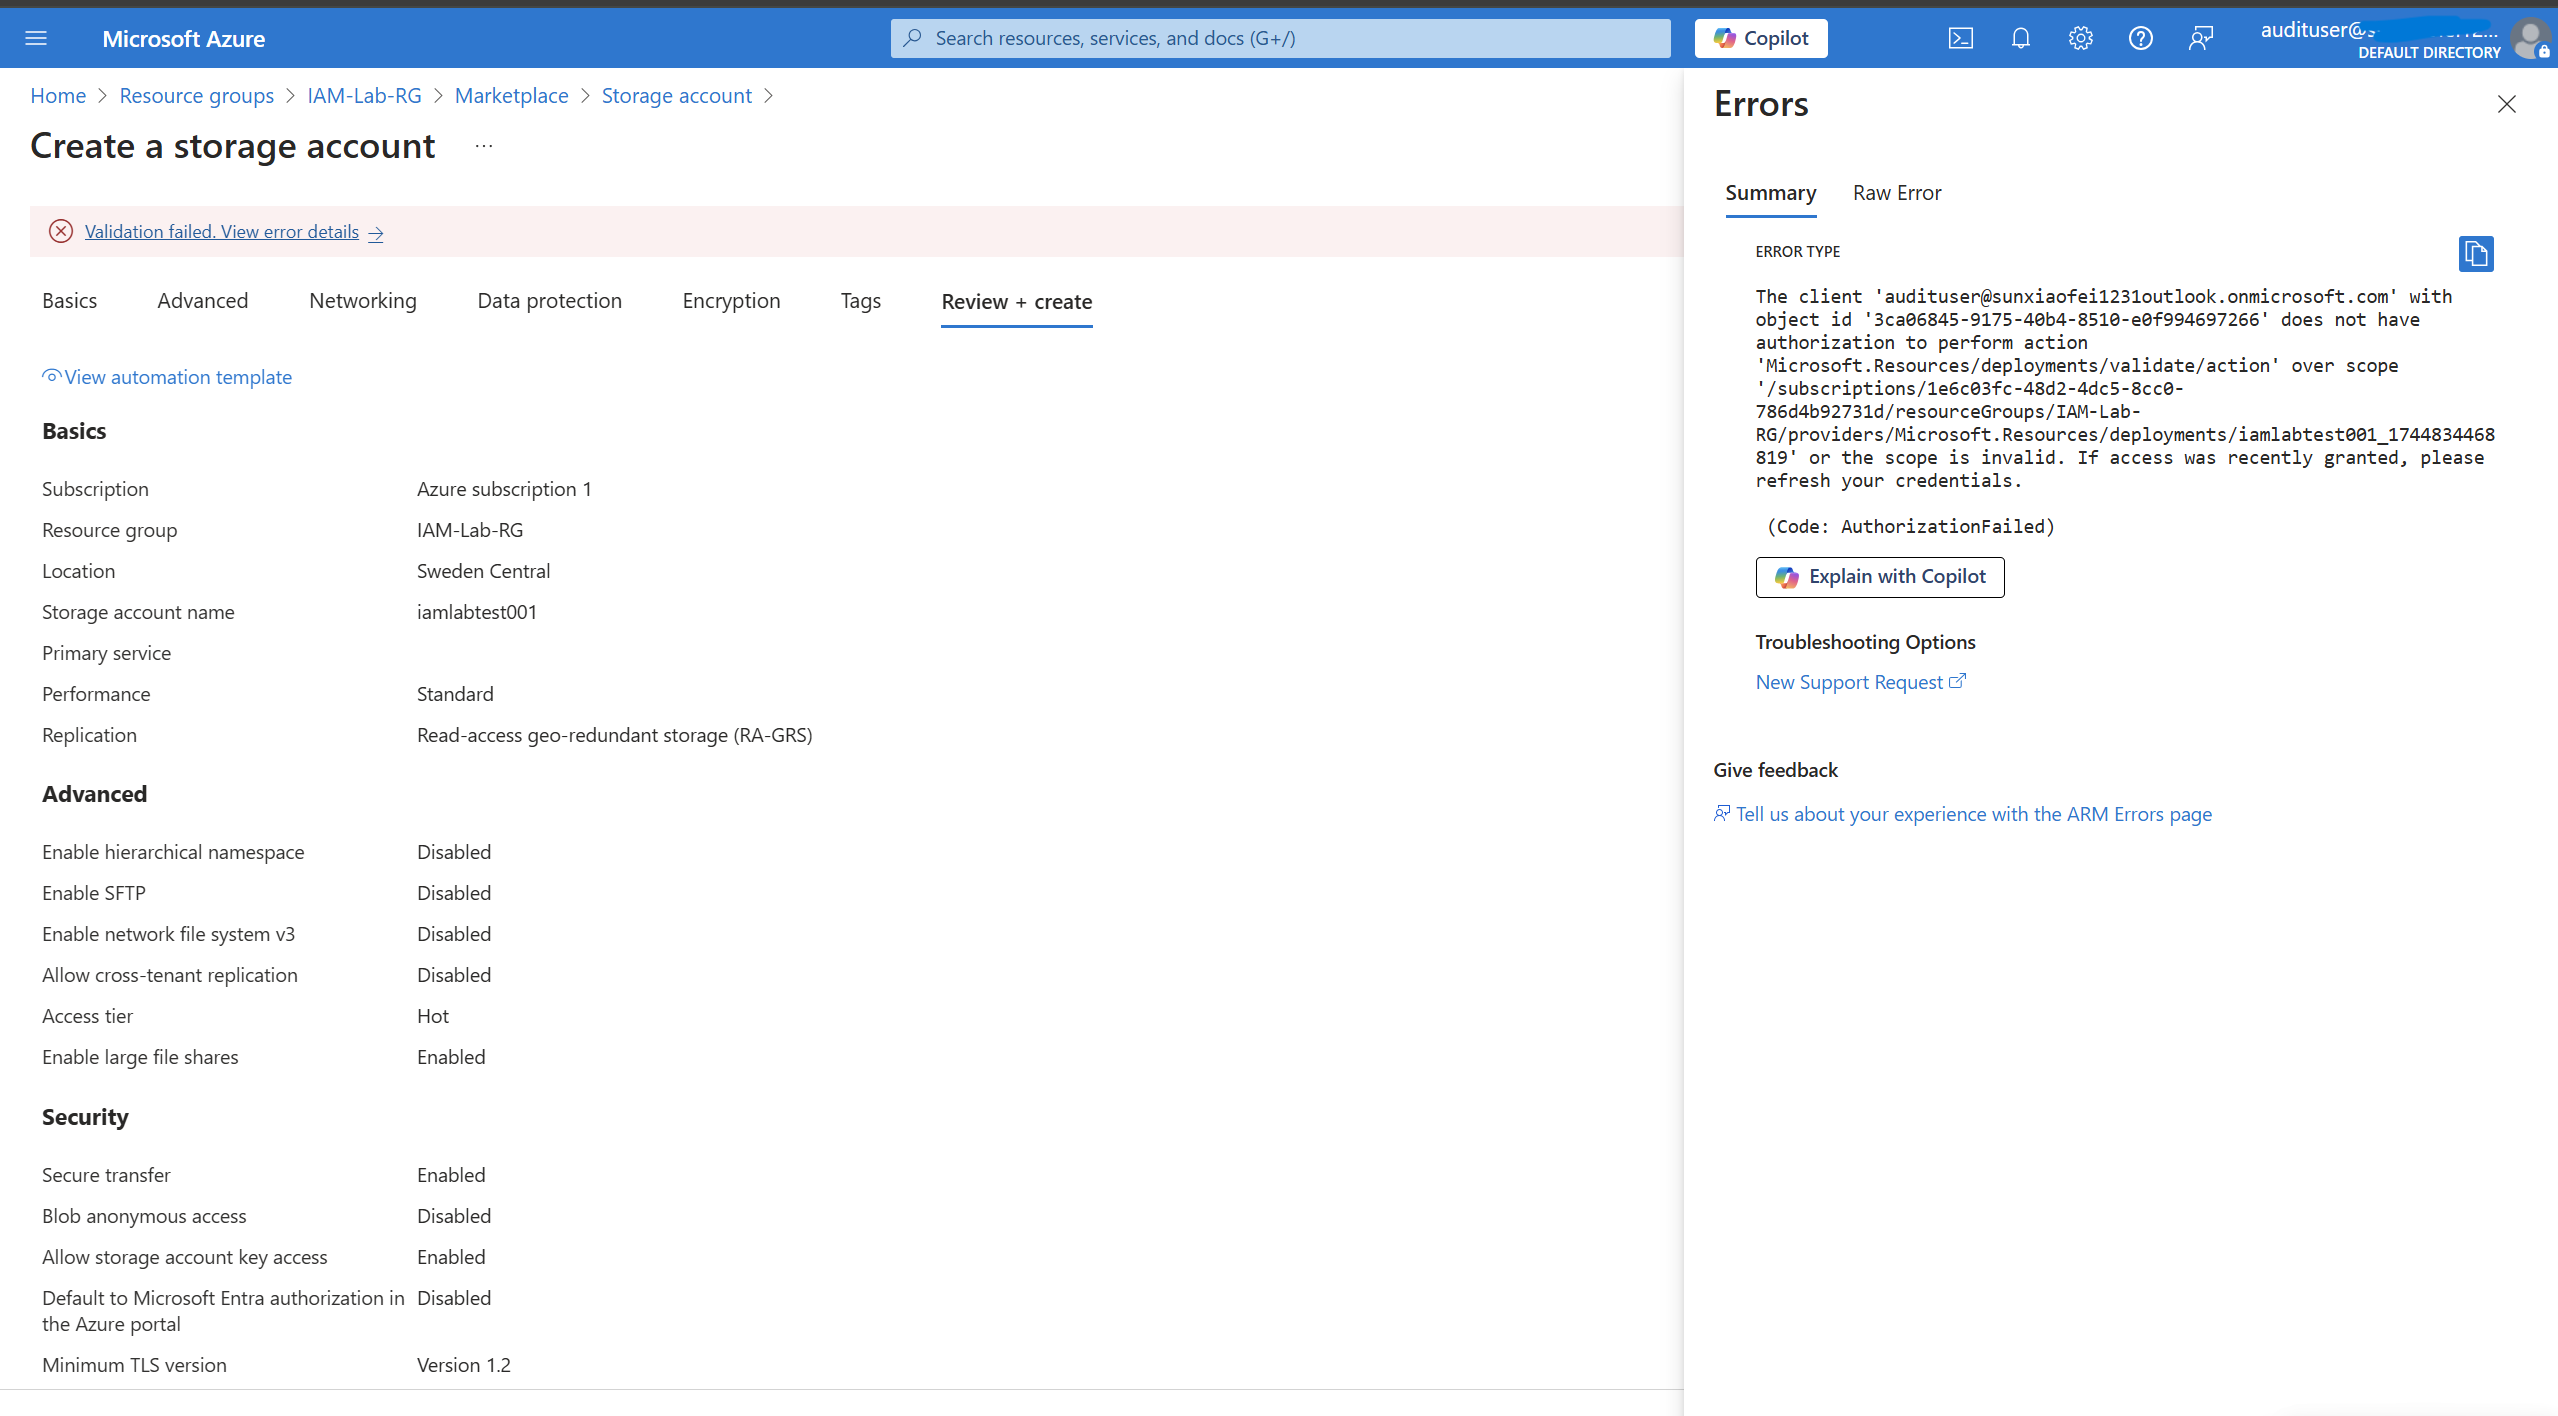 Microsoft Azure
Search resources, services, and docs (G+/)
Copilot
audituser@s
DEFAULT DIRECTORY
Home > Resource groups > IAM-Lab-RG > Marketplace > Storage account >
Create a storage account ...
Validation failed. View error details →
Basics Advanced Networking Data protection Encryption Tags Review + create
View automation template
Basics
Subscription Azure subscription 1
Resource group IAM-Lab-RG
Location Sweden Central
Storage account name iamlabtest001
Primary service
Performance Standard
Replication Read-access geo-redundant storage (RA-GRS)
Advanced
Enable hierarchical namespace Disabled
Enable SFTP Disabled
Enable network file system v3 Disabled
Allow cross-tenant replication Disabled
Access tier Hot
Enable large file shares Enabled
Security
Secure transfer Enabled
Blob anonymous access Disabled
Allow storage account key access Enabled
Default to Microsoft Entra authorization in Disabled
the Azure portal
Minimum TLS version Version 1.2
Errors
Summary Raw Error
ERROR TYPE
The client 'audituser@sunxiaofei1231outlook.onmicrosoft.com' with
object id '3ca06845-9175-40b4-8510-e0f994697266' does not have
authorization to perform action
'Microsoft.Resources/deployments/validate/action' over scope
'/subscriptions/1e6c03fc-48d2-4dc5-8cc0-
786d4b92731d/resourceGroups/IAM-Lab-
RG/providers/Microsoft.Resources/deployments/iamlabtest001_1744834468
819' or the scope is invalid. If access was recently granted, please
refresh your credentials.
(Code: AuthorizationFailed)
Explain with Copilot
Troubleshooting Options
New Support Request
Give feedback
Tell us about your experience with the ARM Errors page